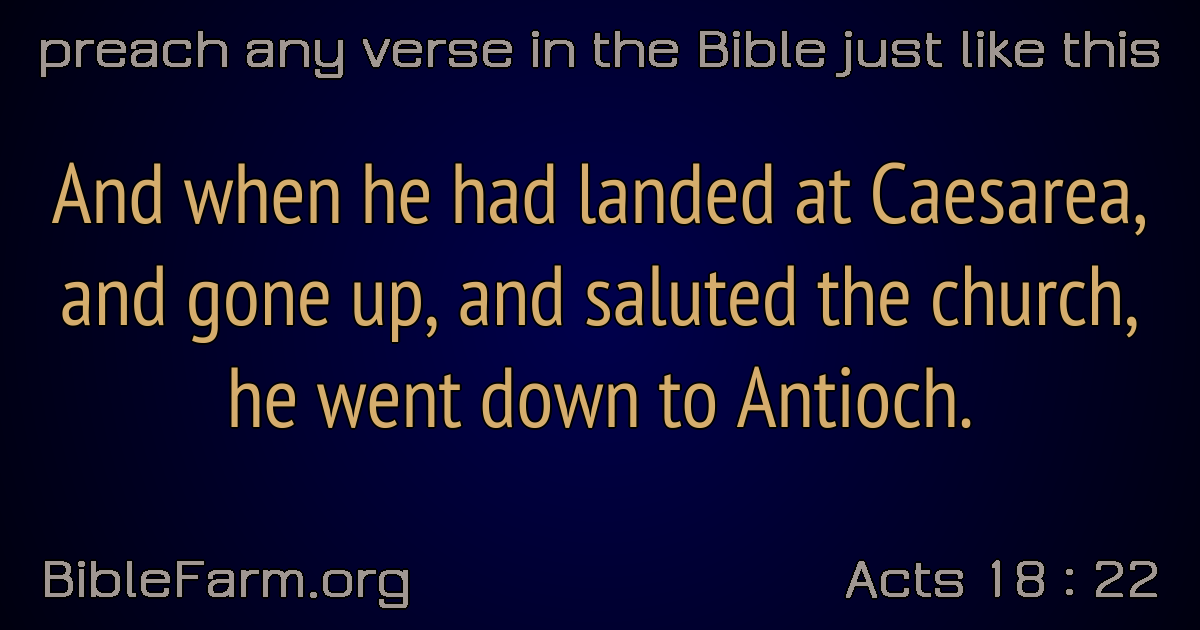 preach any verse in the Bible just like this
And when he had landed at Caesarea,
and gone up, and saluted the church,
he went down to Antioch.
BibleFarm.org
Acts 18 : 22